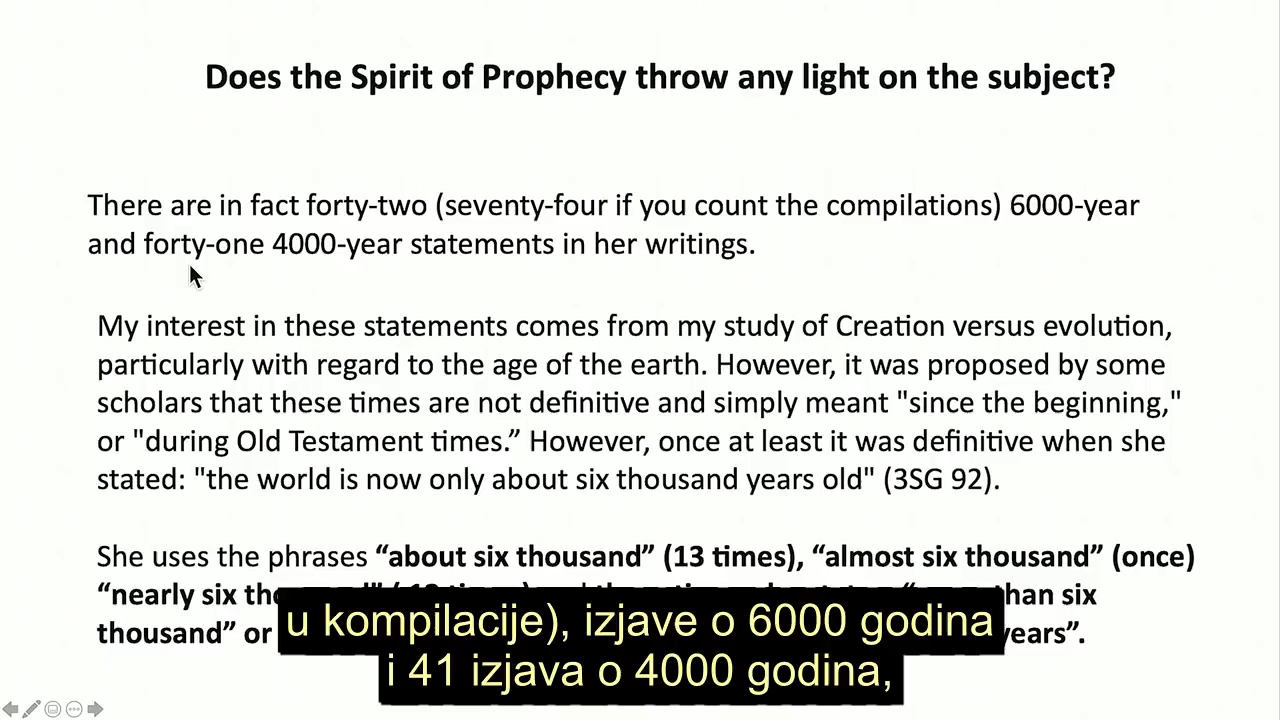 Does the Spirit of Prophecy throw any light on the subject?
There are in fact forty-two (seventy-four if you count the compilations) 6000-year
and forty-one 4000-year statements in her writings.
My interest in these statements comes from my study of Creation versus evolution,
particularly with regard to the age of the earth. However, it was proposed by some
scholars that these times are not definitive and simply meant "since the beginning,"
or "during Old Testament times.” However, once at least it was definitive when she
stated: "the world is now only about six thousand years old" (3SG 92).
She uses the phrases “about six thousand” (13 times), “almost six thousand” (once)
“nearly six than six
thousand” or years”.
u kompilacije), izjave o 6000 godina
i 41 izjava o 4000 godina,